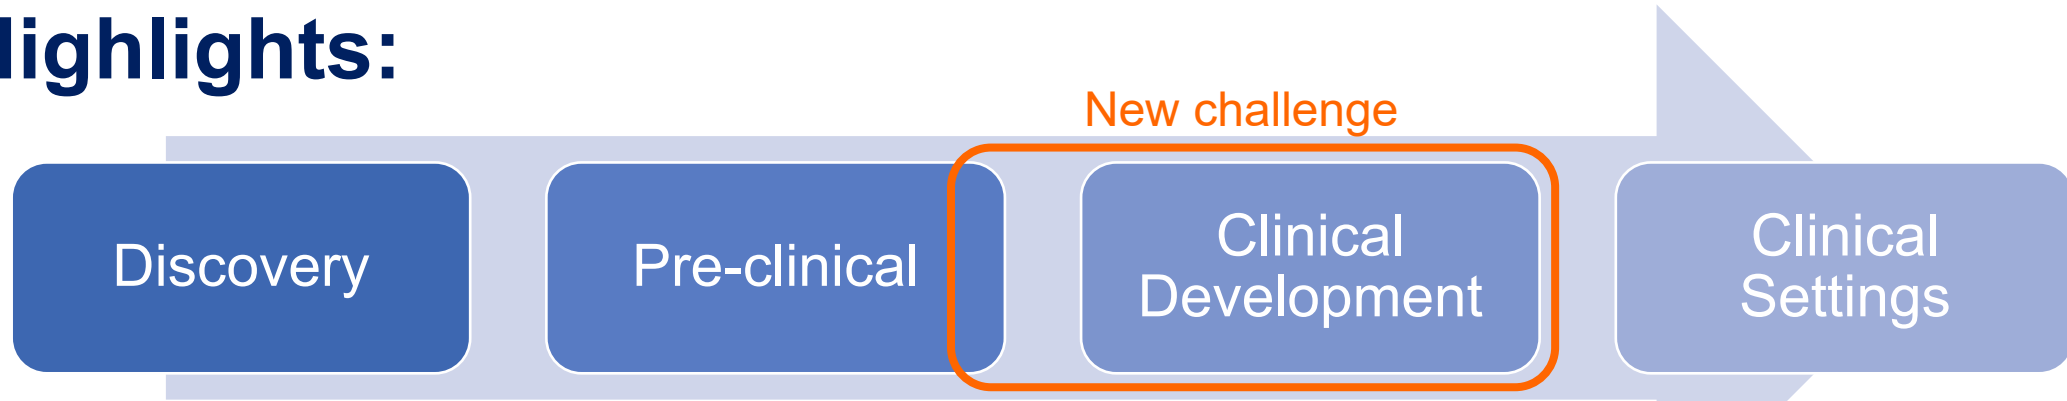 lighlights:
New challenge
Discovery
Pre-clinical
Clinical
Development
Clinical
Settings